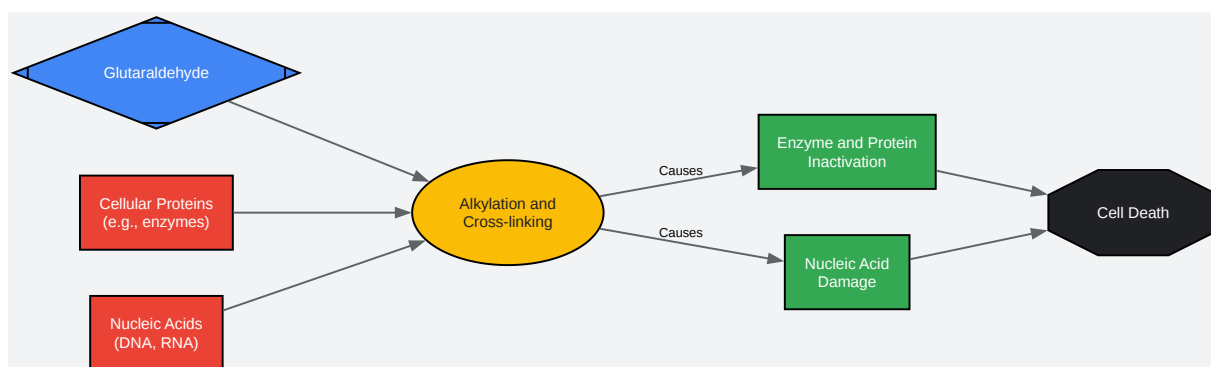 Glutaraldehyde
Cellular Proteins
(e.g., enzymes)
Nucleic Acids
(DNA, RNA)
Alkylation and
Cross-linking
Causes
Causes
Enzyme and Protein
Inactivation
Nucleic Acid
Damage
Cell Death